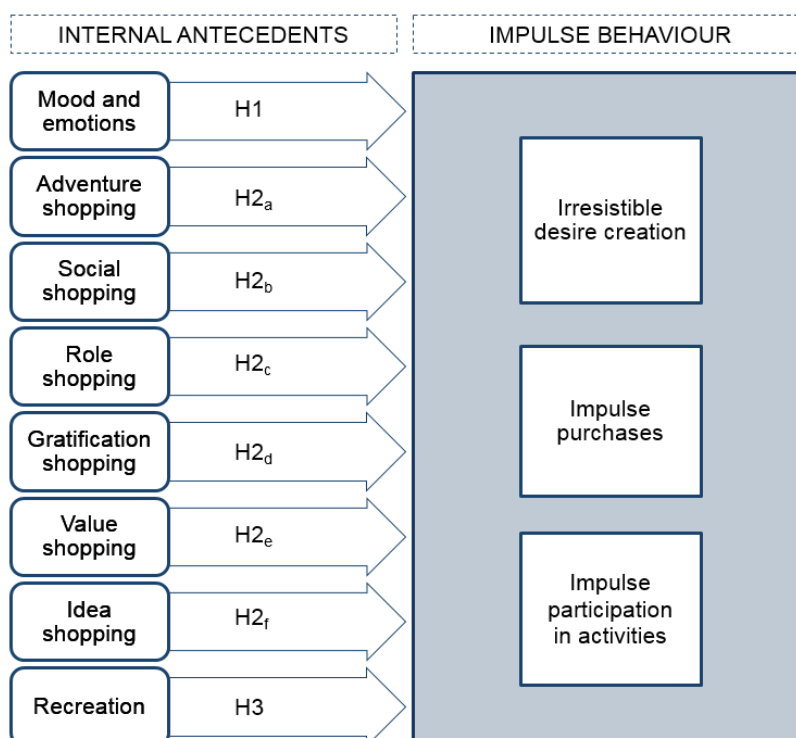 INTERNAL ANTECEDENTS
IMPULSE BEHAVIOUR
Mood and
emotions
H1
Adventure
shopping
H2a
Social
shopping
H2b
Role
shopping
H2c
Gratification
shopping
H2d
Value
shopping
H2e
Idea
shopping
H2f
Recreation
H3
Irresistible
desire creation
Impulse
purchases
Impulse
participation
in activities